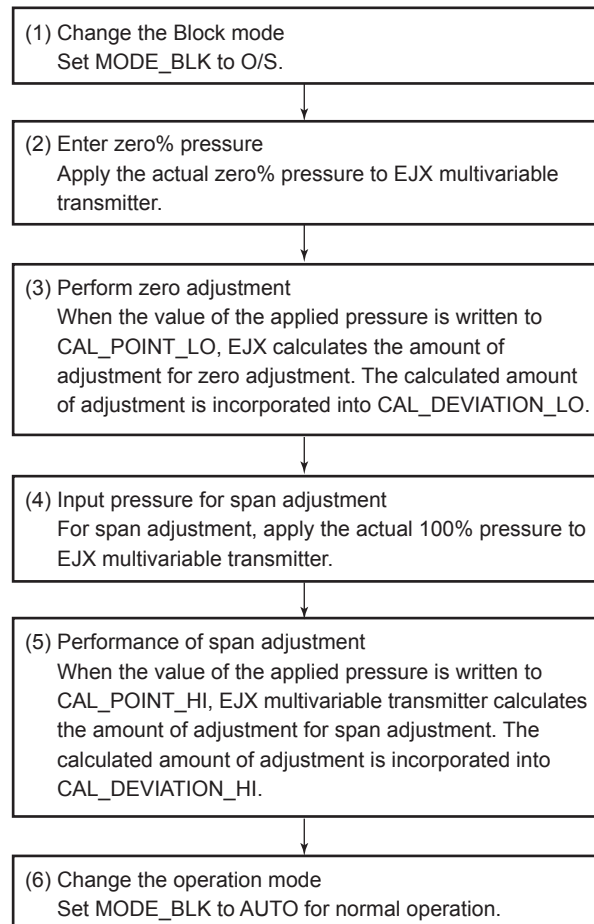 (1) Change the Block mode
Set MODE_BLK to O/S.
(2) Enter zero% pressure
Apply the actual zero% pressure to EJX multivariable
transmitter.
(3) Perform zero adjustment
When the value of the applied pressure is written to
CAL_POINT_LO, EJX calculates the amount of
adjustment for zero adjustment. The calculated amount
of adjustment is incorporated into CAL_DEVIATION_LO.
(4) Input pressure for span adjustment
For span adjustment, apply the actual 100% pressure to
EJX multivariable transmitter.
(5) Performance of span adjustment
When the value of the applied pressure is written to
CAL_POINT_HI, EJX multivariable transmitter calculates
the amount of adjustment for span adjustment. The
calculated amount of adjustment is incorporated into
CAL_DEVIATION_HI.
(6) Change the operation mode
Set MODE_BLK to AUTO for normal operation.